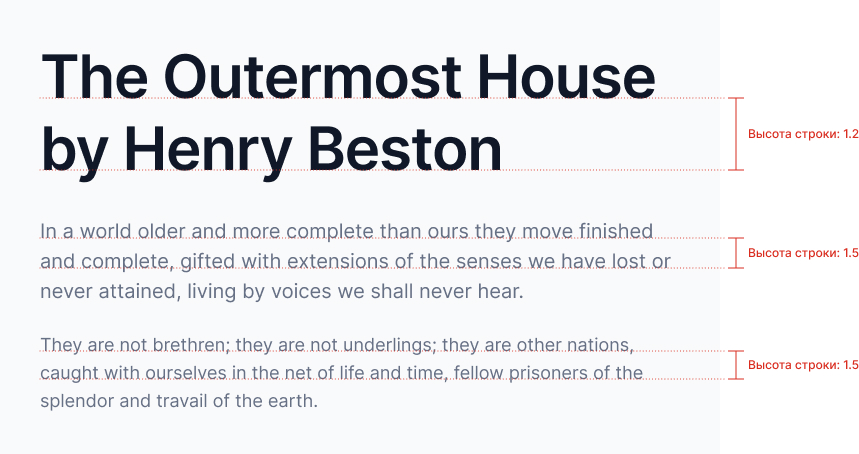 The Outermost House
by Henry Beston
Высота строки: 1.2
In a world older and more complete than ours they move finished
and complete, gifted with extensions of the senses we have lost or
never attained, living by voices we shall never hear.
Высота строки: 1.5
They are not brethren; they are not underlings; they are other nations,
caught with ourselves in the net of life and time, fellow prisoners of the
splendor and travail of the earth.
Высота строки: 1.5